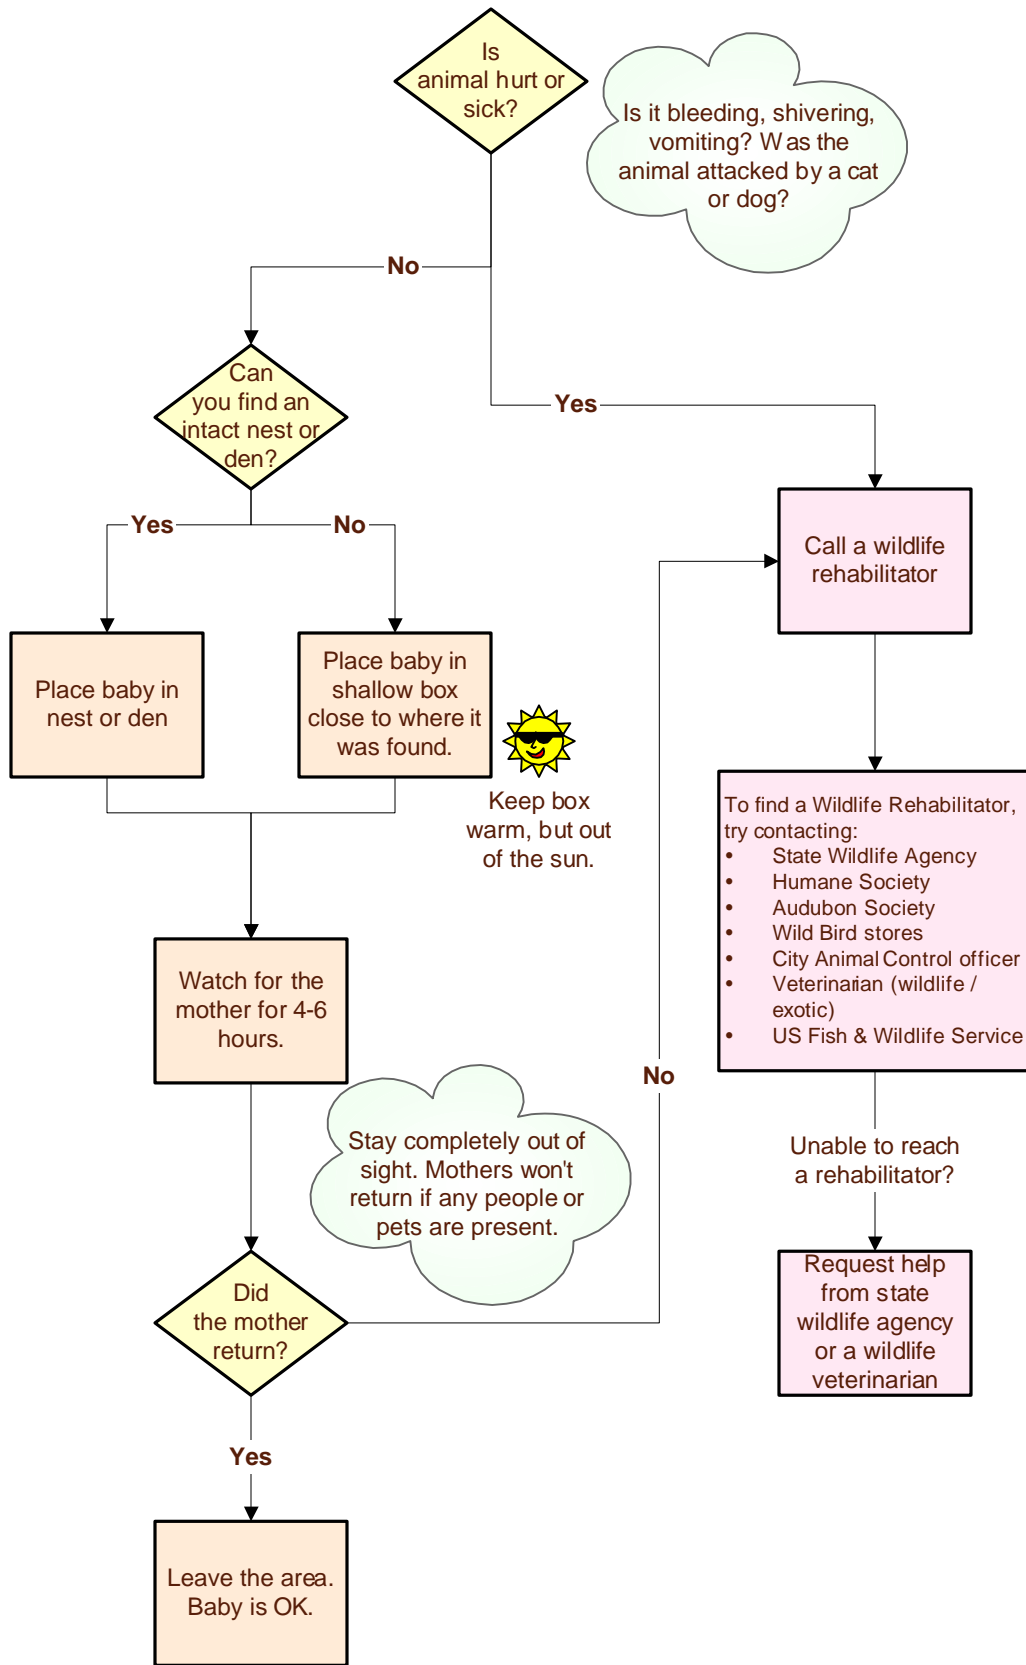 Is
animal hurt or
sick?
Is it bleeding, shivering,
vomiting? Was the
animal attacked by a cat
or dog?
No
Yes
Can
you find an
intact nest or
den?
Yes
No
Call a wildlife
rehabilitator
Place baby in
nest or den
Place baby in
shallow box
close to where it
was found.
Keep box
warm, but out
of the sun.
To find a Wildlife Rehabilitator,
try contacting:
• State Wildlife Agency
• Humane Society
• Audubon Society
• Wild Bird stores
• City Animal Control officer
• Veterinarian (wildlife /
exotic)
• US Fish & Wildlife Service
Watch for the
mother for 4-6
hours.
No
Stay completely out of
sight. Mothers won't
return if any people or
pets are present.
Unable to reach
a rehabilitator?
Did
the mother
return?
Request help
from state
wildlife agency
or a wildlife
veterinarian
Yes
Leave the area.
Baby is OK.